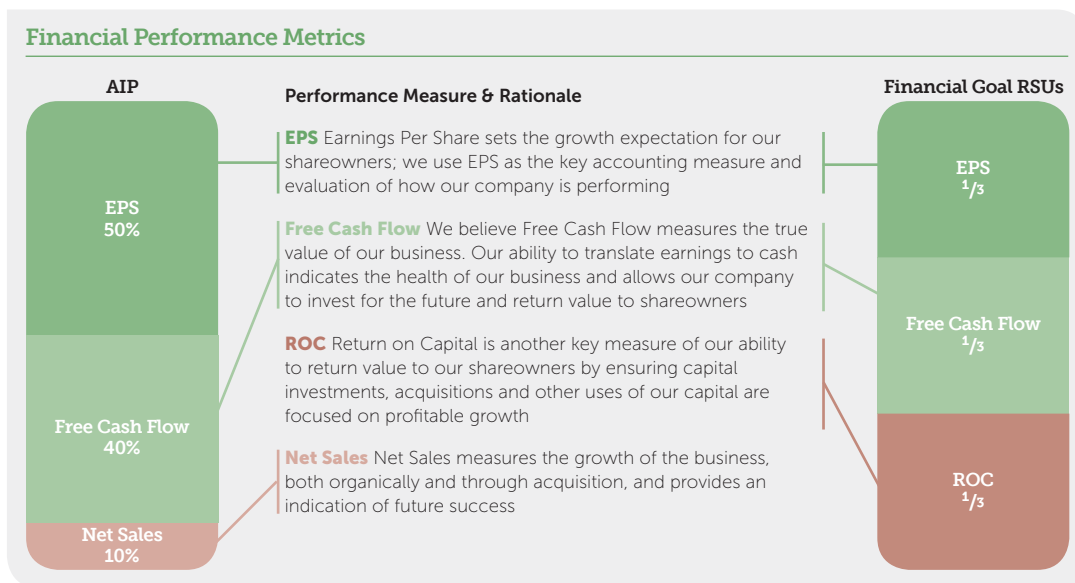 Financial Performance Metrics
AIP
EPS
50%
Free Cash Flow
40%
Net Sales
10%
Performance Measure & Rationale
EPS Earnings Per Share sets the growth expectation for our
shareowners; we use EPS as the key accounting measure and
evaluation of how our company is performing
Free Cash Flow We believe Free Cash Flow measures the true
value of our business. Our ability to translate earnings to cash
indicates the health of our business and allows our company
to invest for the future and return value to shareowners
ROC Return on Capital is another key measure of our ability
to return value to our shareowners by ensuring capital
investments, acquisitions and other uses of our capital are
focused on profitable growth
Net Sales Net Sales measures the growth of the business,
both organically and through acquisition, and provides an
indication of future success
Financial Goal RSUs
EPS
1/3
Free Cash Flow
1/3
ROC
1/3